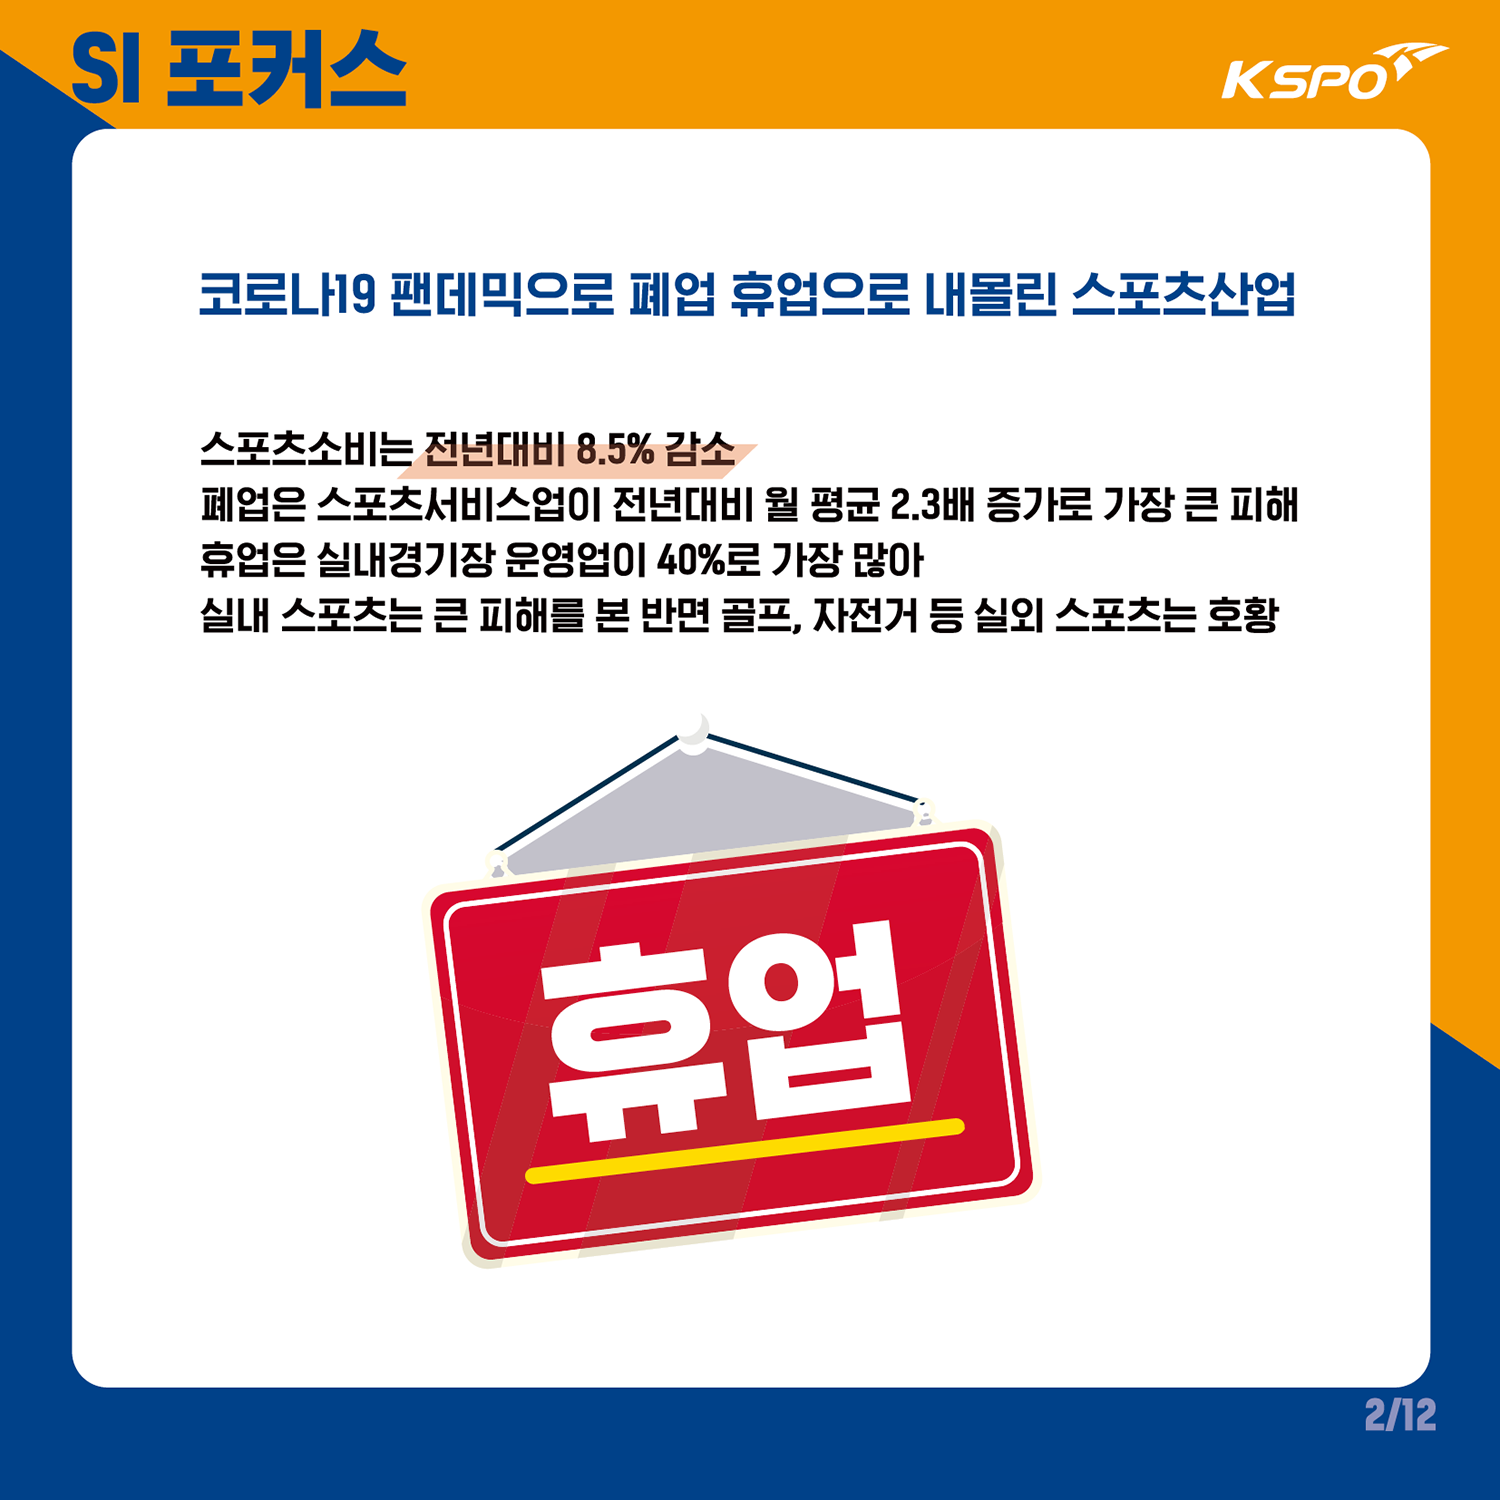 SI 포커스
KSPO
코로나19 팬데믹으로 폐업 휴업으로 내몰린 스포츠산업
스포츠소비는 전년대비 8.5% 감소
폐업은 스포츠서비스업이 전년대비 월 평균 2.3배 증가로 가장 큰 피해
휴업은 실내경기장 운영업이 40%로 가장 많아
실내 스포츠는 큰 피해를 본 반면 골프, 자전거 등 실외 스포츠는 호황
휴업
2/12